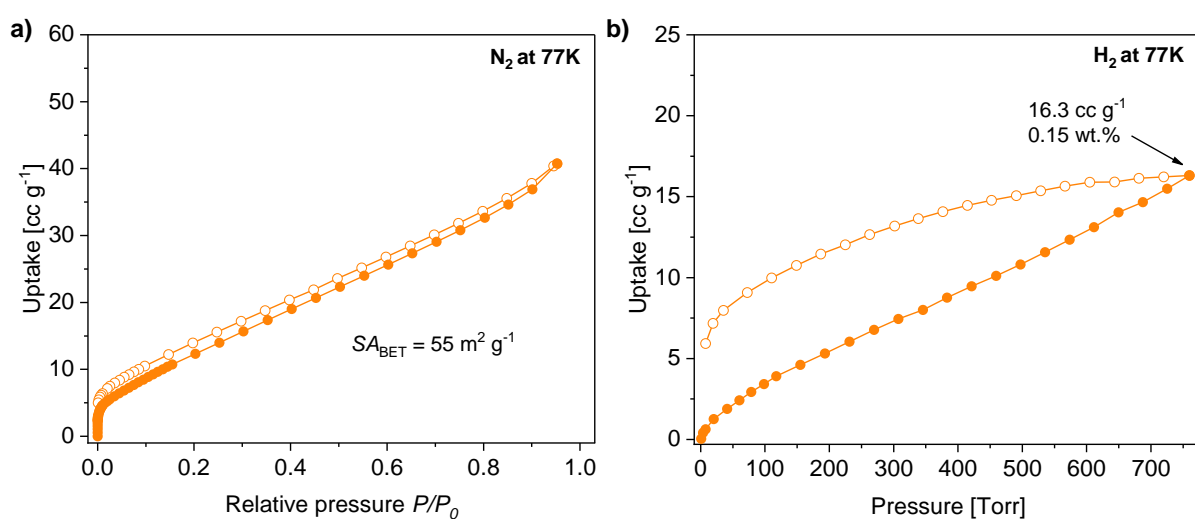 a)
N₂ at 77K
60
50
40
30
20
10
0
Uptake [cc g⁻¹]
SA_BET = 55 m² g⁻¹
0.0 0.2 0.4 0.6 0.8 1.0
Relative pressure P/P₀
b)
H₂ at 77K
16.3 cc g⁻¹
0.15 wt.%
25
20
15
10
5
0
Uptake [cc g⁻¹]
0 100 200 300 400 500 600 700
Pressure [Torr]